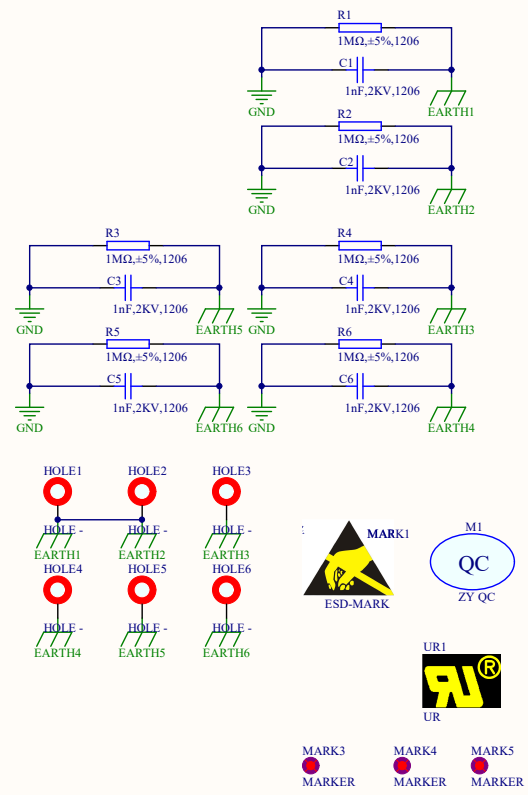 R1
1MΩ,±5%,1206
C1
1nF,2KV,1206
GND
EARTH1
R2
1MΩ,±5%,1206
C2
1nF,2KV,1206
GND
EARTH2
R3
1MΩ,±5%,1206
C3
1nF,2KV,1206
GND
EARTH5
R4
1MΩ,±5%,1206
C4
1nF,2KV,1206
GND
EARTH3
R5
1MΩ,±5%,1206
C5
1nF,2KV,1206
GND
EARTH6
R6
1MΩ,±5%,1206
C6
1nF,2KV,1206
GND
EARTH4
HOLE1 HOLE2 HOLE3
HOLE - HOLE - HOLE -
EARTH1 EARTH2 EARTH3
HOLE4 HOLE5 HOLE6
HOLE - HOLE - HOLE -
EARTH4 EARTH5 EARTH6
MARK1
ESD-MARK
M1
QC
ZY QC
UR1
®
UR
MARK3 MARK4 MARK5
MARKER MARKER MARKER